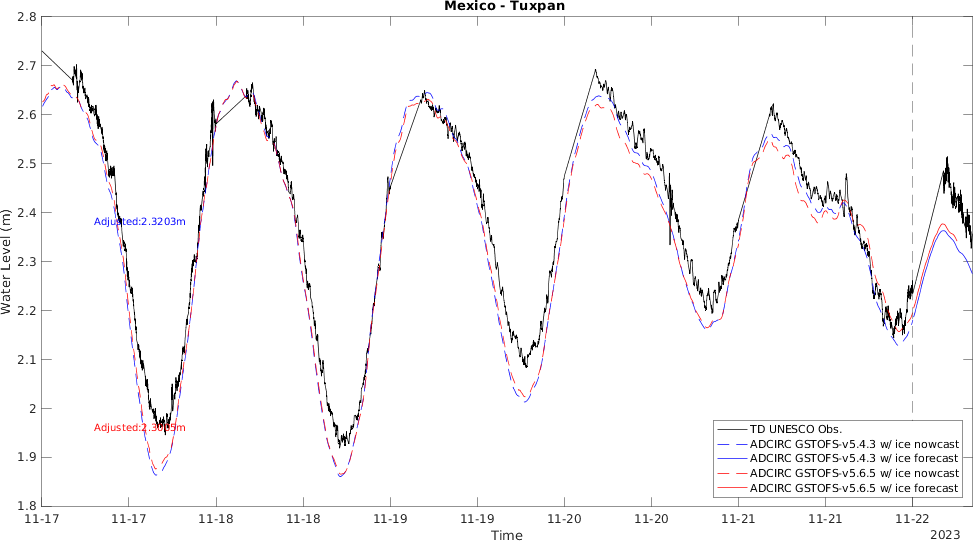 Mexico - Tuxpan
2.8
2.7
2.6
2.5
2.4
2.3
2.2
2.1
2
1.9
1.8
Water Level (m)
Adjusted:2.3203m
TD UNESCO Obs.
ADCIRC GSTOFS-v5.4.3 w/ ice nowcast
ADCIRC GSTOFS-v5.4.3 w/ ice forecast
ADCIRC GSTOFS-v5.6.5 w/ ice nowcast
ADCIRC GSTOFS-v5.6.5 w/ ice forecast
11-17 11-17 11-18 11-18 11-19 11-19 11-20 11-20 11-21 11-21 11-22
Time
2023